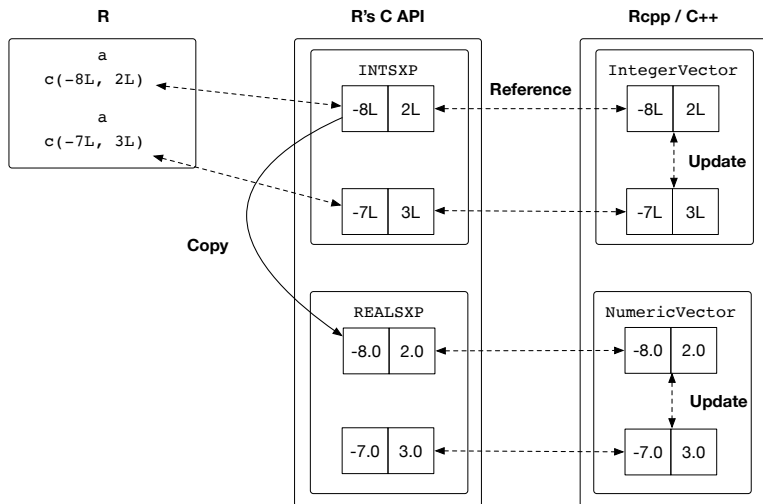 R R's C API Rcpp / C++
a
c(-8L, 2L)
a
c(-7L, 3L)
INTSXP
-8L 2L
-7L 3L
Copy
REALSXP
-8.0 2.0
-7.0 3.0
Reference
IntegerVector
-8L 2L
Update
-7L 3L
NumericVector
-8.0 2.0
Update
-7.0 3.0